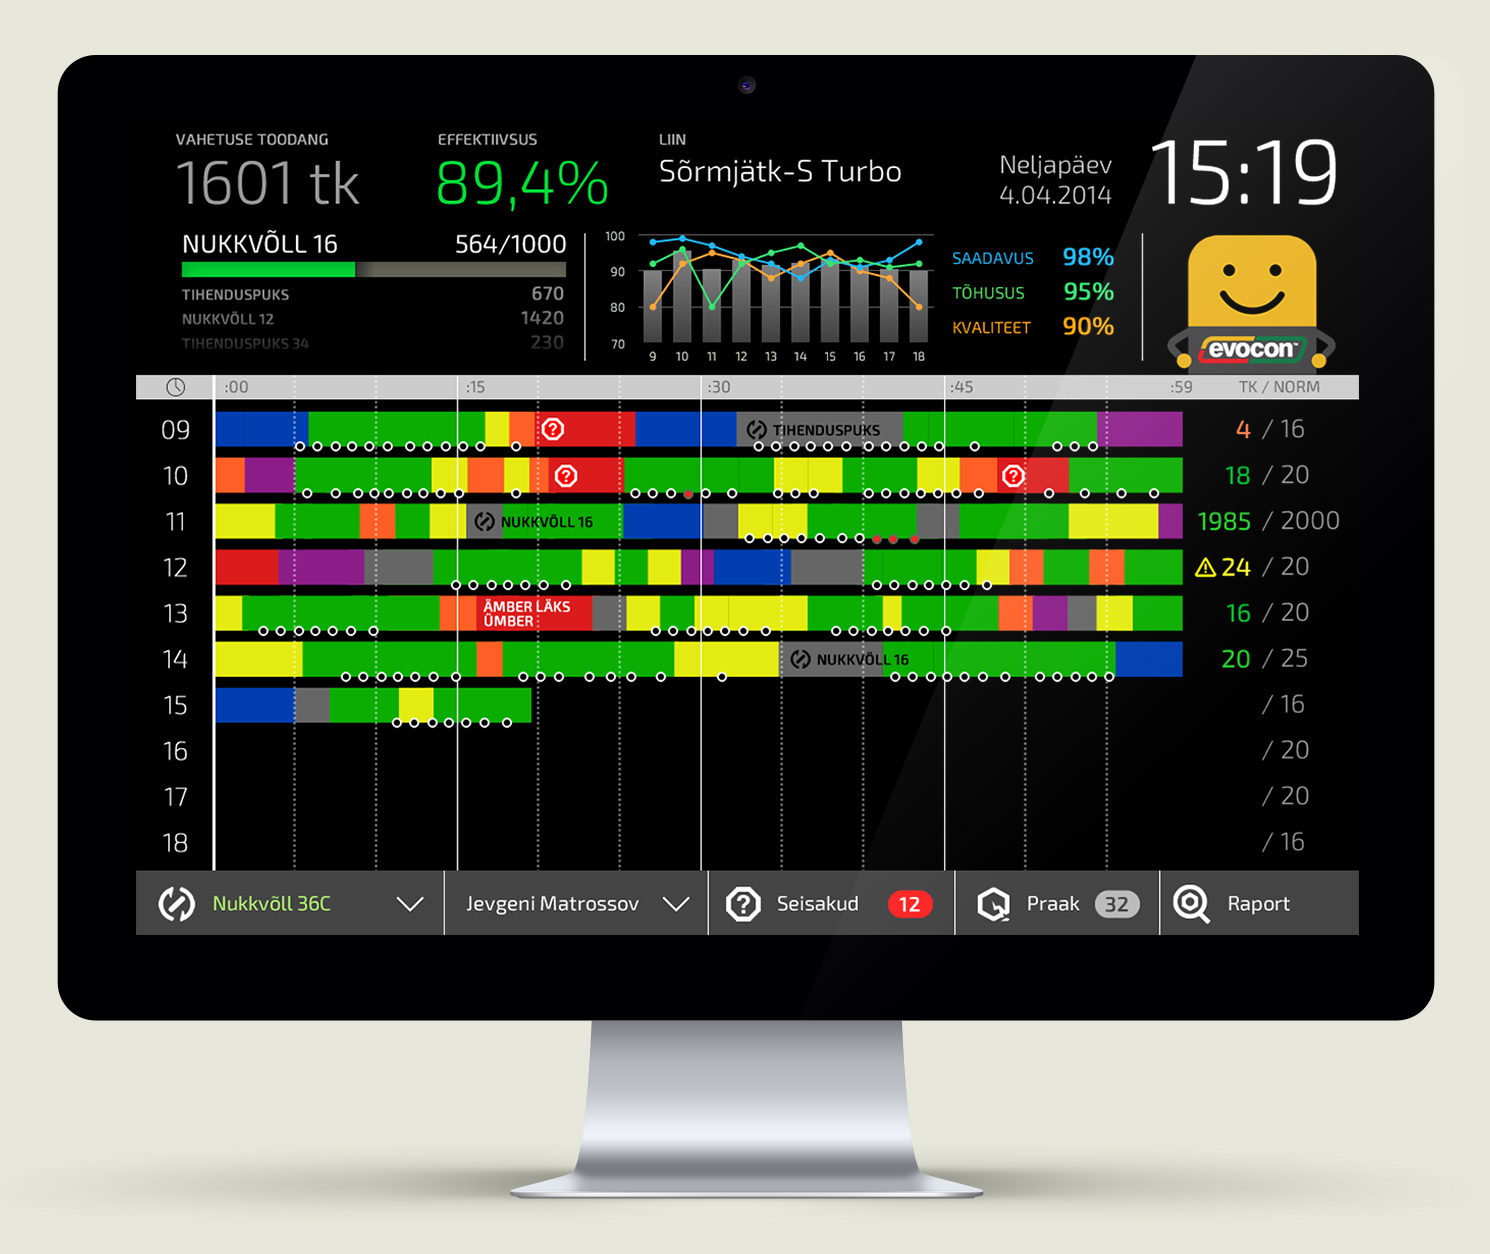 VAHETUSE TOODANG
1601 tk
EFFEKTIIVSUS
89,4%
LIIN
Sõrmjätk-S Turbo
Neljapäev
4.04.2014
15:19
NUKKVÕLL 16 564/1000
TIHENDUSPUKS 670
NUKKVÕLL 12 1420
TIHENDUSPUKS 34 230
100
90
80
70
9 10 11 12 13 14 15 16 17 18
SAADAVUS 98%
TÕHUSUS 95%
KVALITEET 90%
evocon™
:00 :15 :30 :45 :59 TK / NORM
09 TIHENDUSPUKS 4 / 16
10 18 / 20
11 NUKKVÕLL 16 1985 / 2000
12 24 / 20
13 ÄMBER LÄKS
ÜMBER 16 / 20
14 NUKKVÕLL 16 20 / 25
15 / 16
16 / 20
17 / 20
18 / 16
Nukkvõll 36C
Jevgeni Matrossov
Seisakud 12
Praak 32
Raport